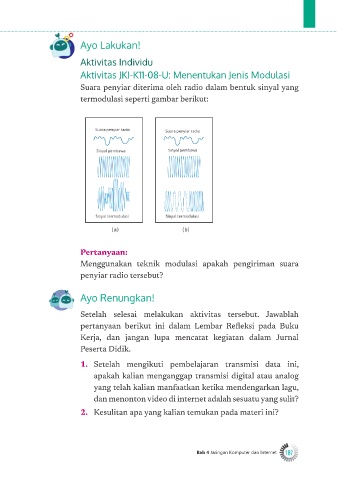 Ayo Lakukan!
Aktivitas Individu
Aktivitas JKI-K11-08-U: Menentukan Jenis Modulasi
Suara penyiar diterima oleh radio dalam bentuk sinyal yang
termodulasi seperti gambar berikut:
Suara penyiar radio
Sinyal pembawa
Sinyal termodulasi
(a)
Suara penyiar radio
Sinyal pembawa
Sinyal termodulasi
(b)
Pertanyaan:
Menggunakan teknik modulasi apakah pengiriman suara
penyiar radio tersebut?
Ayo Renungkan!
Setelah selesai melakukan aktivitas tersebut. Jawablah
pertanyaan berikut ini dalam Lembar Refleksi pada Buku
Kerja, dan jangan lupa mencatat kegiatan dalam Jurnal
Peserta Didik.
1. Setelah mengikuti pembelajaran transmisi data ini,
apakah kalian menganggap transmisi digital atau analog
yang telah kalian manfaatkan ketika mendengarkan lagu,
dan menonton video di internet adalah sesuatu yang sulit?
2. Kesulitan apa yang kalian temukan pada materi ini?
Bab 4 Jaringan Komputer dan Internet 187